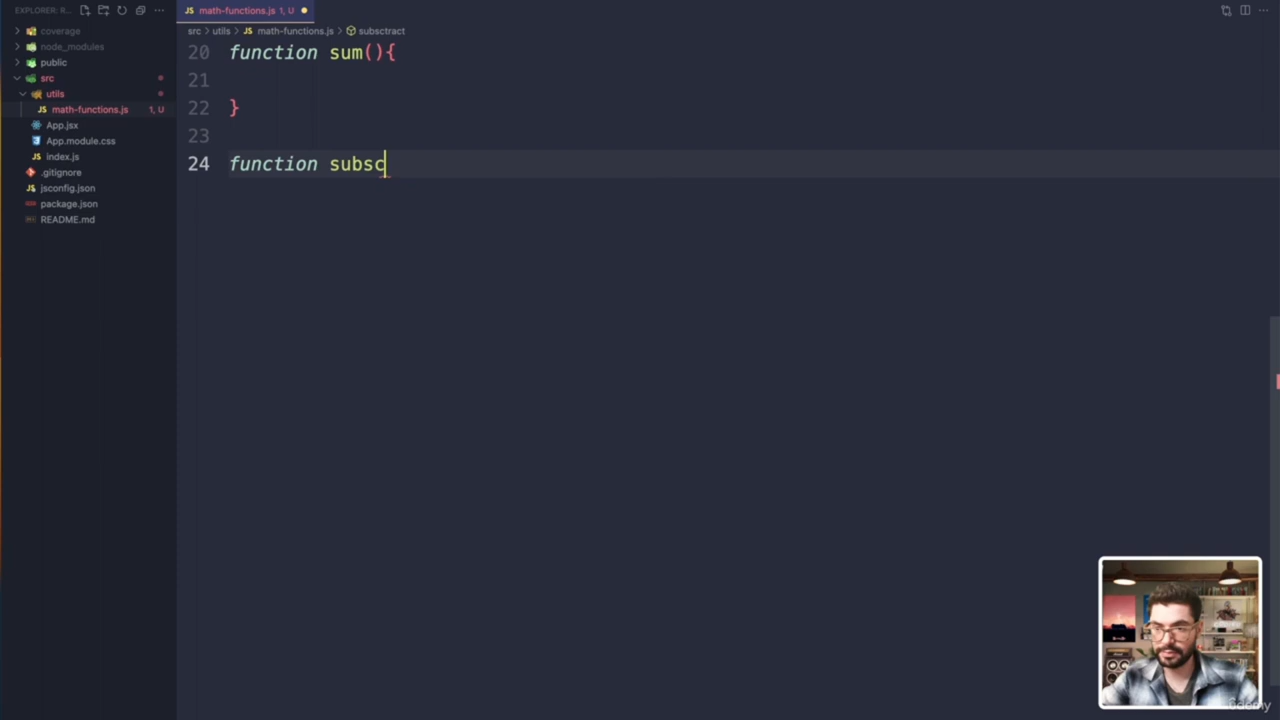 EXPLORER: R...
coverage
node_modules
public
src
utils
JS math-functions.js 1, U
App.jsx
App.module.css
JS index.js
.gitignore
JS jsconfig.json
package.json
README.md
JS math-functions.js 1, U
src > utils > JS math-functions.js > subsctract
20 function sum(){
21
22 }
23
24 function subsc
ûdemy